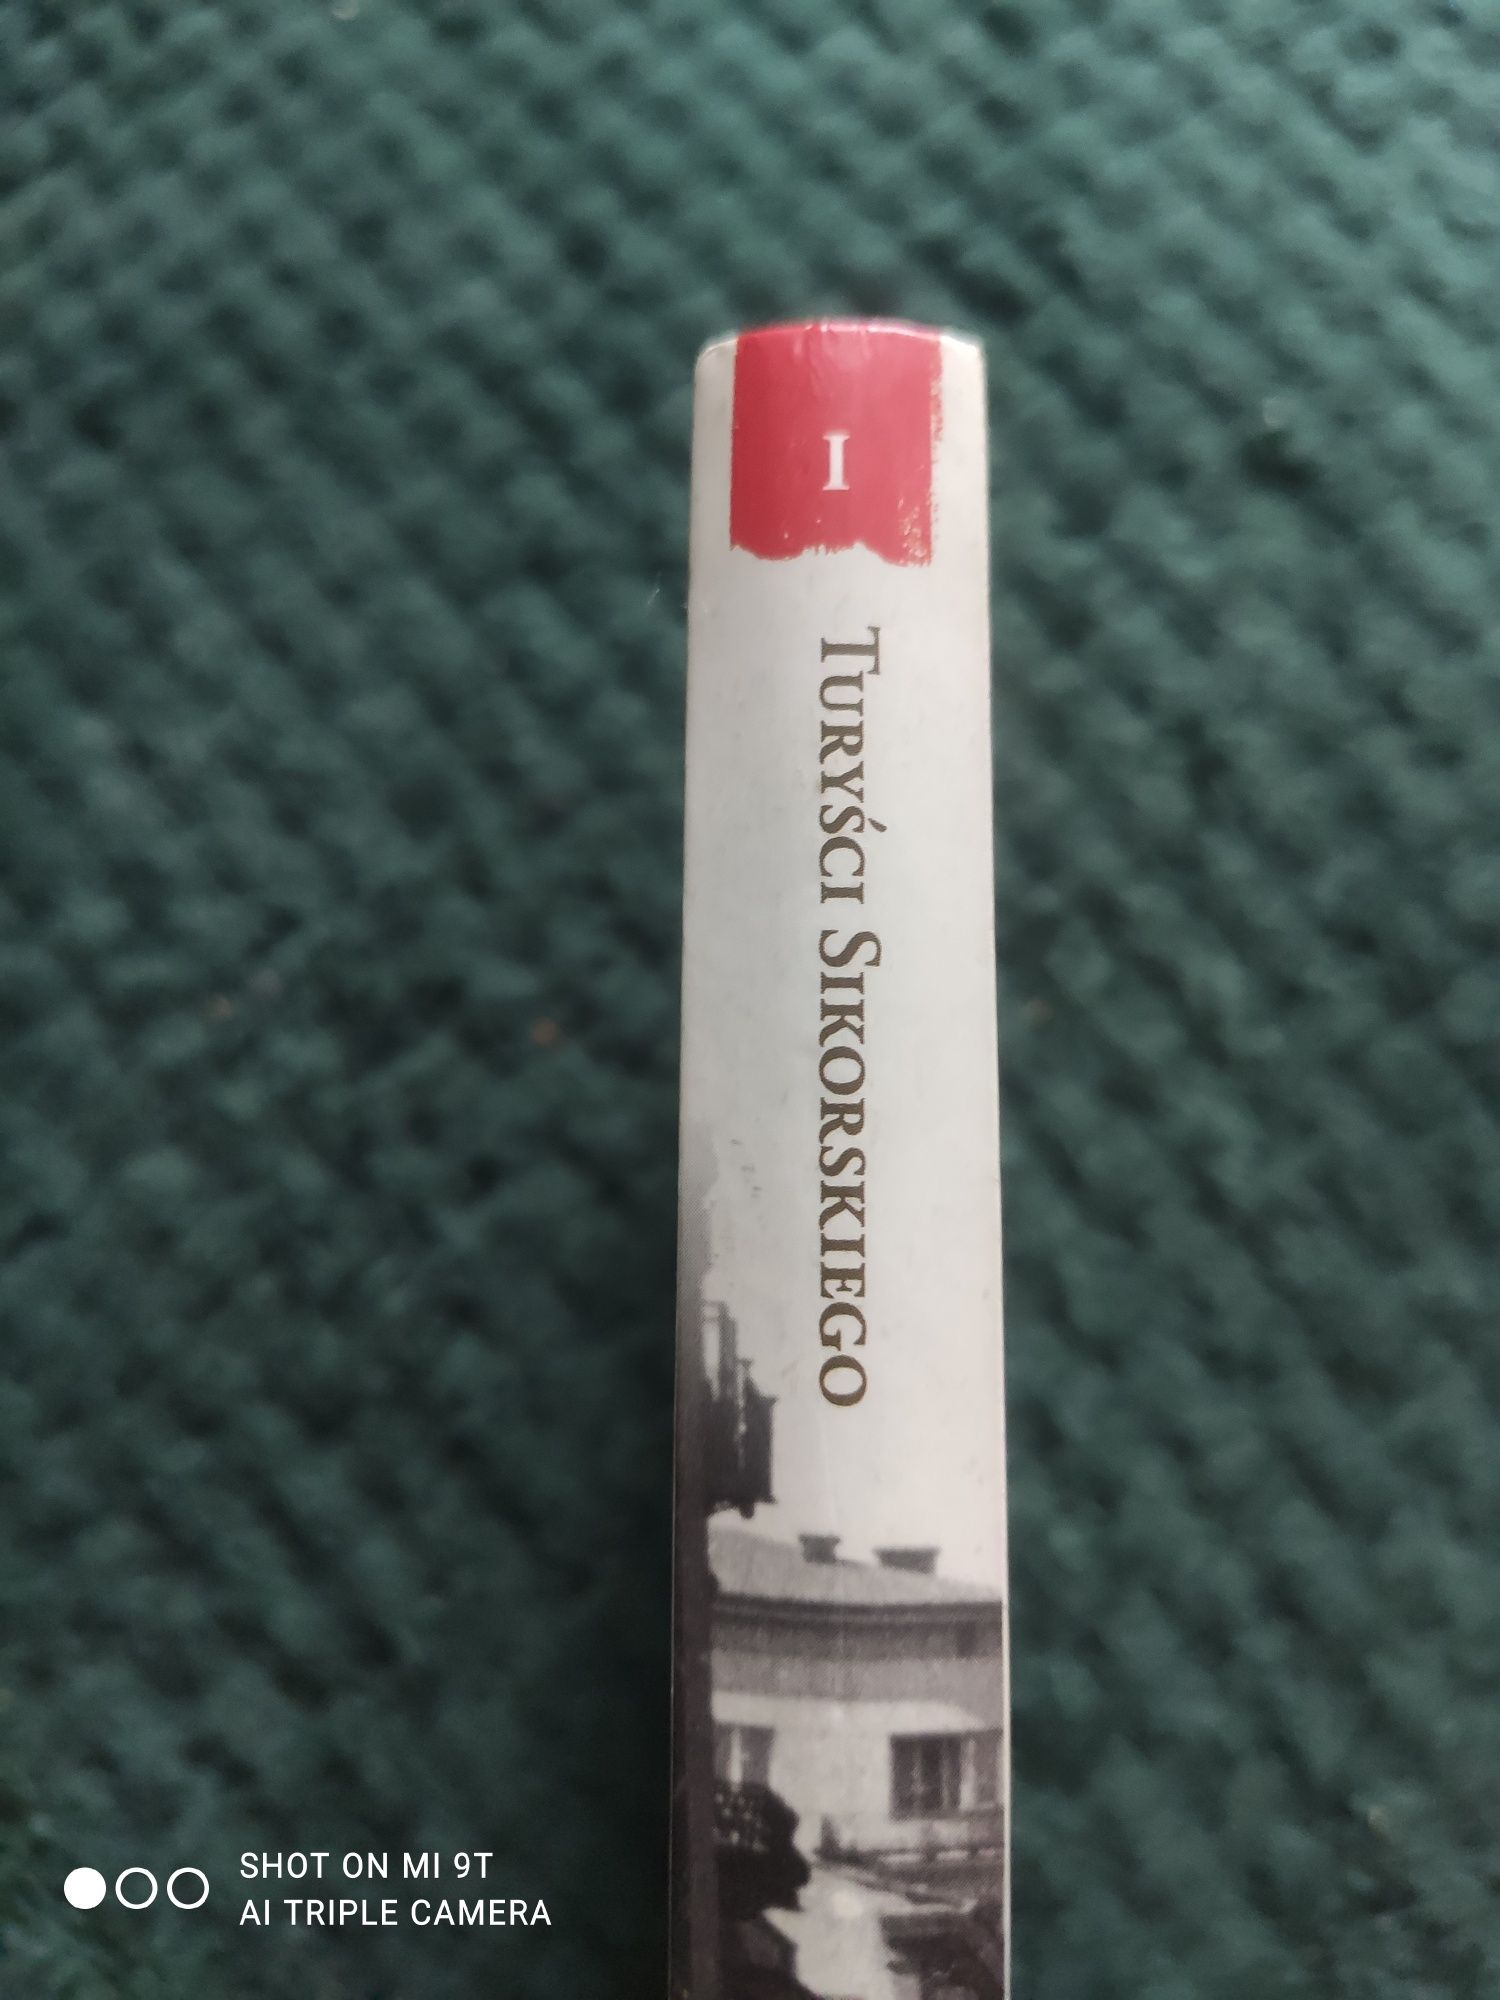 I
TURYŚCI SIKORSKIEGO
SHOT ON MI 9T
AI TRIPLE CAMERA